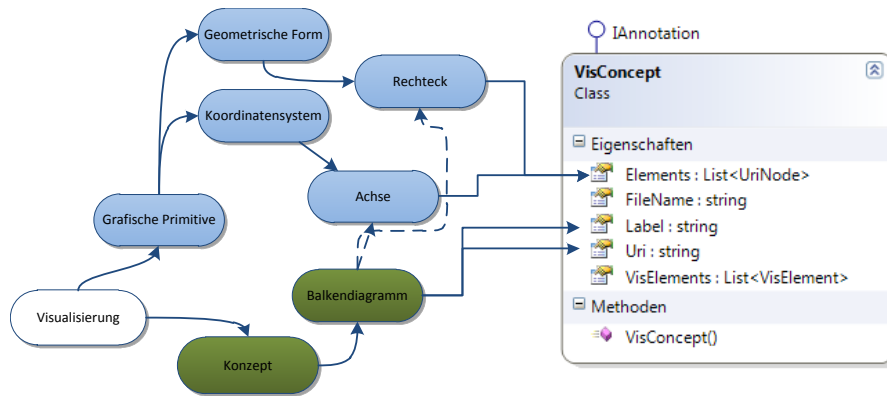 Geometrische Form
Rechteck
Koordinatensystem
Achse
Grafische Primitive
Balkendiagramm
Visualisierung
Konzept
IAnnotation
VisConcept
Class
Eigenschaften
Elements : List<UriNode>
FileName : string
Label : string
Uri : string
VisElements : List<VisElement>
Methoden
VisConcept()